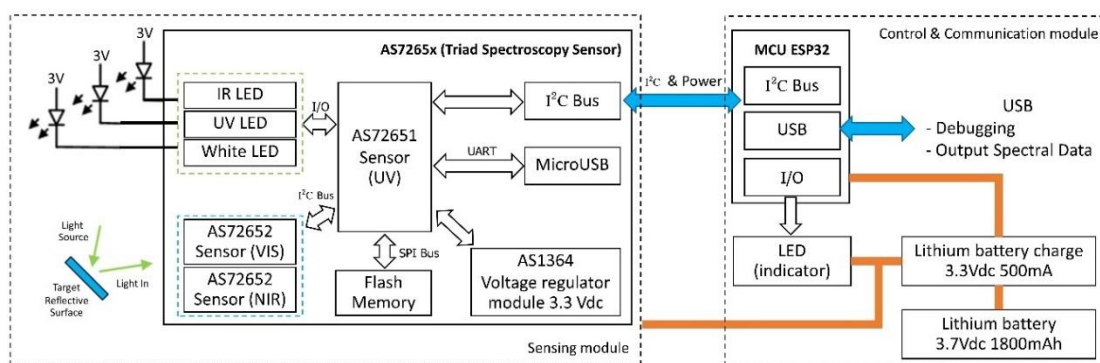 3V
3V
3V
AS7265x (Triad Spectroscopy Sensor)
IR LED
UV LED
White LED
I/O
AS72651
Sensor
(UV)
I²C Bus
UART
MicroUSB
I²C Bus
AS72652
Sensor (VIS)
AS72652
Sensor (NIR)
SPI Bus
Flash
Memory
AS1364
Voltage regulator
module 3.3 Vdc
Light
Source
Light In
Target
Reflective
Surface
Sensing module
I²C & Power
MCU ESP32
I²C Bus
USB
I/O
LED
(indicator)
Control & Communication module
USB
- Debugging
- Output Spectral Data
Lithium battery charge
3.3Vdc 500mA
Lithium battery
3.7Vdc 1800mAh